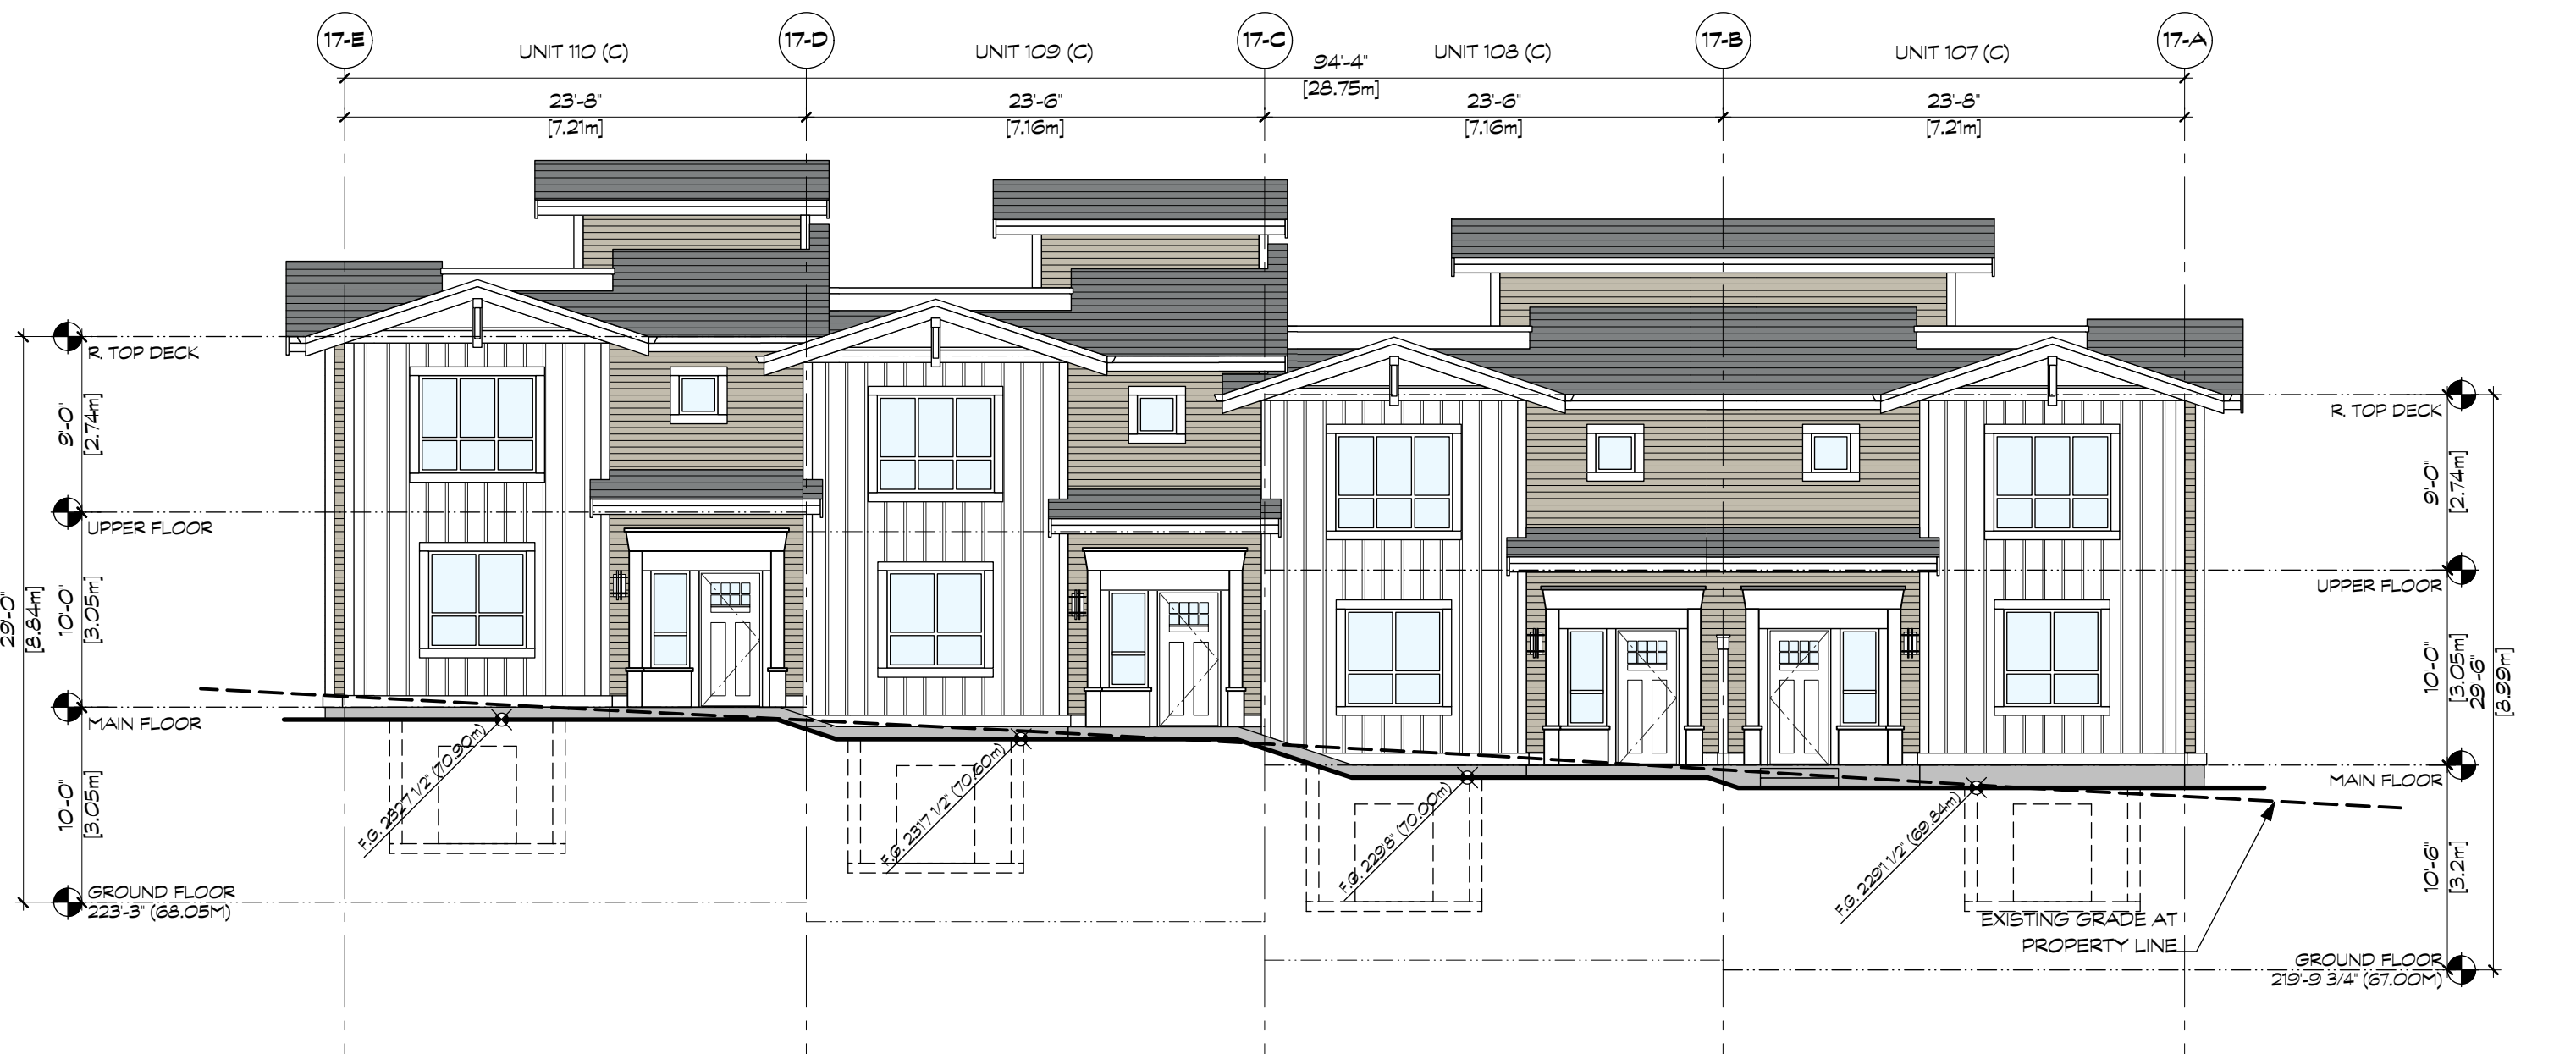 17-E
17-D
17-C
17-B
17-A
UNIT 110 (C)
UNIT 109 (C)
UNIT 108 (C)
UNIT 107 (C)
94'-4"
[28.75m]
23'-8"
[7.21m]
23'-6"
[7.16m]
23'-6"
[7.16m]
23'-8"
[7.21m]
R. TOP DECK
9'-0"
[2.74m]
UPPER FLOOR
29'-0"
[8.84m]
10'-0"
[3.05m]
MAIN FLOOR
10'-0"
[3.05m]
GROUND FLOOR
223'-3" (68.05M)
F.G. 232'7 1/2" (70.90m)
F.G. 231'7 1/2" (70.60m)
F.G. 229'8" (70.00m)
F.G. 229'1 1/2" (69.84m)
R. TOP DECK
9'-0"
[2.74m]
UPPER FLOOR
10'-0"
[3.05m]
29'-6"
[8.99m]
MAIN FLOOR
10'-6"
[3.2m]
EXISTING GRADE AT
PROPERTY LINE
GROUND FLOOR
219'-9 3/4" (67.00M)